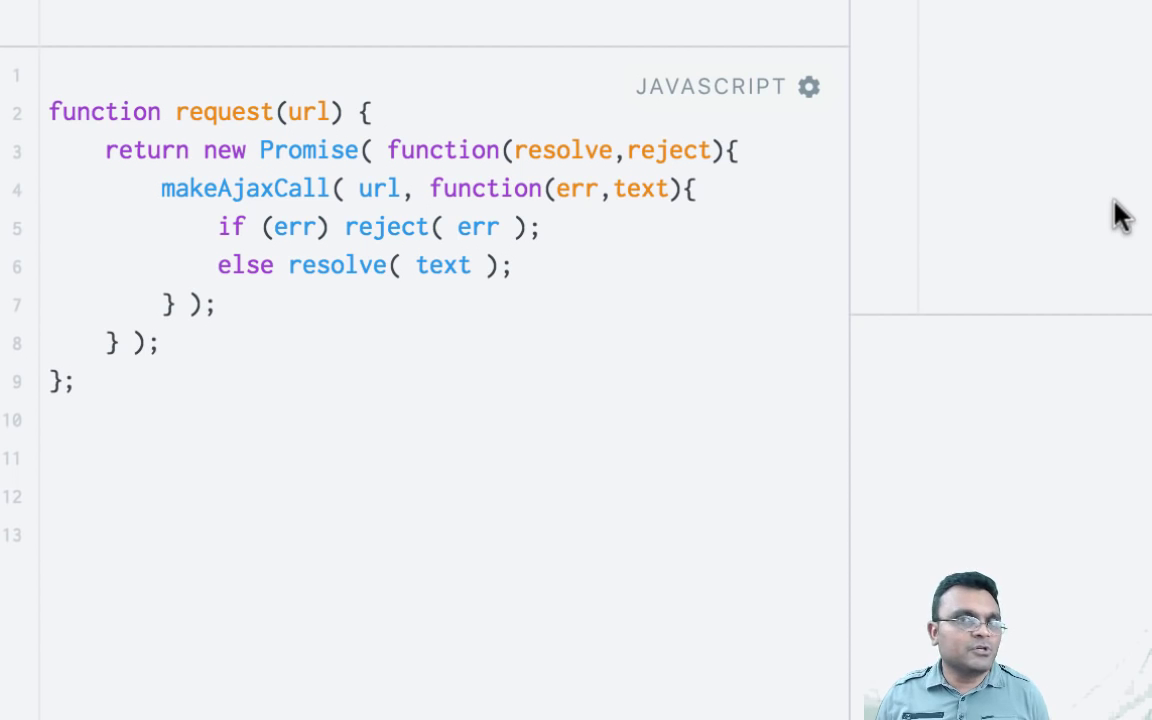 JAVASCRIPT
1
2 function request(url) {
3 return new Promise( function(resolve,reject){
4 makeAjaxCall( url, function(err,text){
5 if (err) reject( err );
6 else resolve( text );
7 } );
8 } );
9 };
10
11
12
13